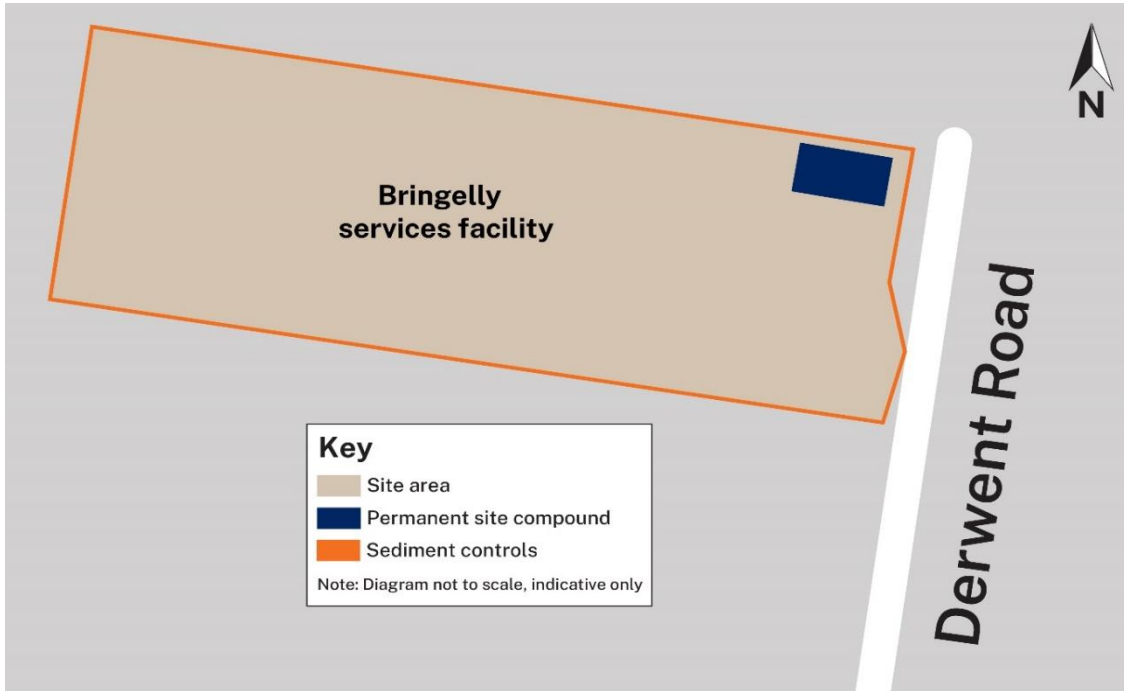 N
Bringelly
services facility
Derwent Road
Key
Site area
Permanent site compound
Sediment controls
Note: Diagram not to scale, indicative only